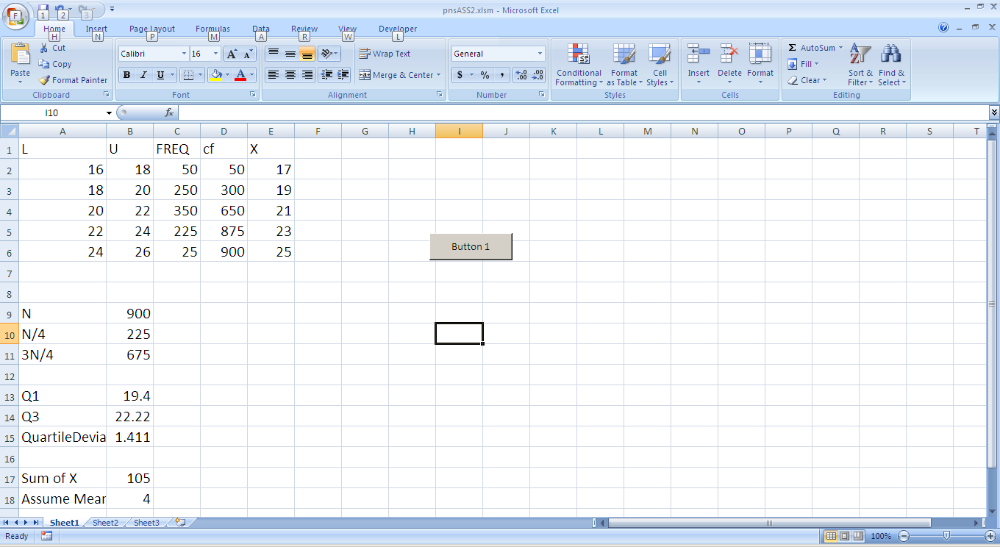 F
1 2 3
pnsASS2.xlsm - Microsoft Excel
Home Insert Page Layout Formulas Data Review View Developer
H N P M A R W L
Paste
Cut
Copy
Format Painter
Clipboard
Calibri 16
B I U
Font
Wrap Text
Merge & Center
Alignment
General
$ % ,
Number
Conditional Formatting
Format as Table
Cell Styles
Styles
Insert Delete Format
Cells
Σ AutoSum
Fill
Clear
Sort & Filter
Find & Select
Editing
I10 fx
A B C D E F G H I J K L M N O P Q R S T
1 L U FREQ cf X
2 16 18 50 50 17
3 18 20 250 300 19
4 20 22 350 650 21
5 22 24 225 875 23
Button 1
6 24 26 25 900 25
7
8
9 N 900
10 N/4 225
11 3N/4 675
12
13 Q1 19.4
14 Q3 22.22
15 QuartileDevia 1.411
16
17 Sum of X 105
18 Assume Mear 4
Sheet1 Sheet2 Sheet3
Ready 100%